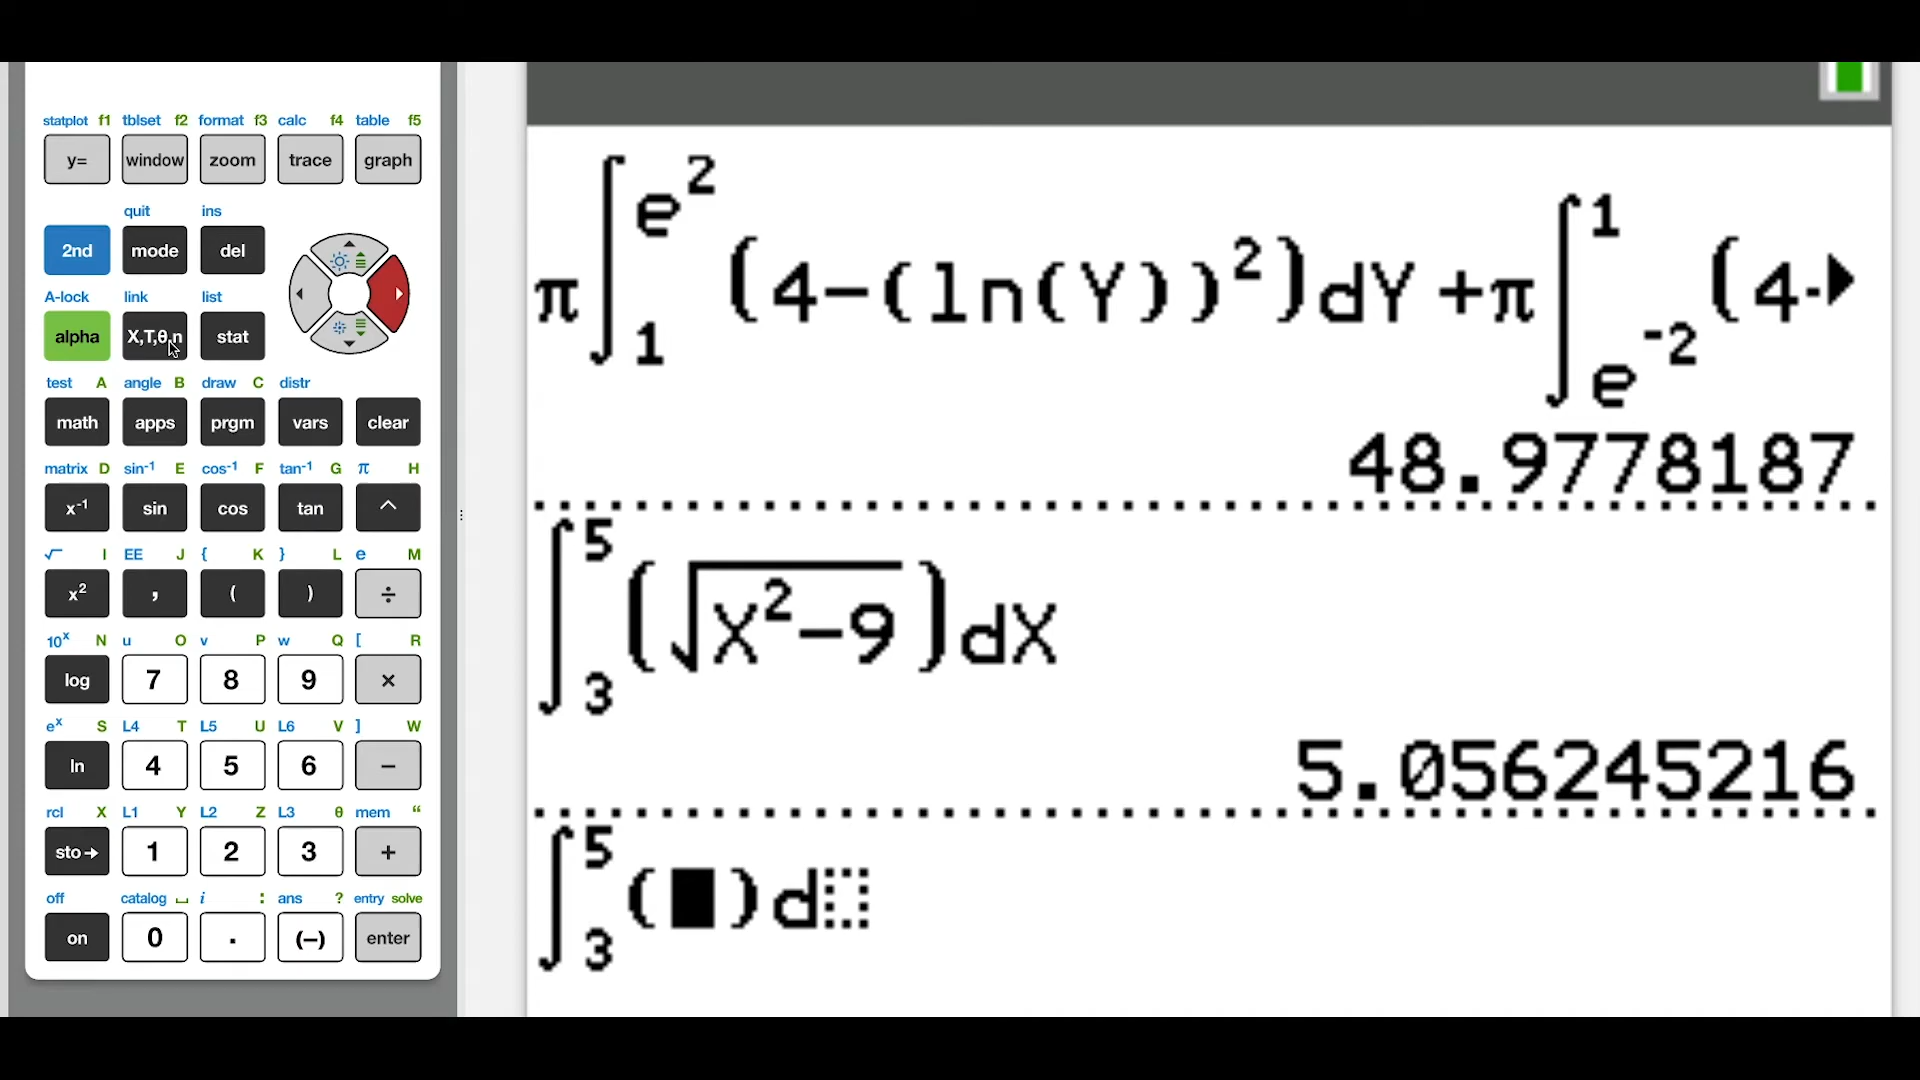 statplot f1 tblset f2 format f3 calc f4 table f5
y= window zoom trace graph
quit ins
2nd mode del
A-lock link list
alpha X,T,θ,n stat
test A angle B draw C distr
math apps prgm vars clear
matrix D sin⁻¹ E cos⁻¹ F tan⁻¹ G π H
x⁻¹ sin cos tan ^
√ I EE J { K } L e M
x² , ( ) ÷
10ˣ N u O v P w Q [ R
log 7 8 9 ×
eˣ S L4 T L5 U L6 V ] W
ln 4 5 6 −
rcl X L1 Y L2 Z L3 θ mem “
sto→ 1 2 3 +
off catalog ⎵ i : ans ? entry solve
on 0 . (−) enter
π∫₁^e² (4−(ln(Y))²)dY +π∫_e⁻²^1 (4-
48.9778187
∫₃⁵(√X²−9)dX
5.056245216
∫₃⁵(■)d